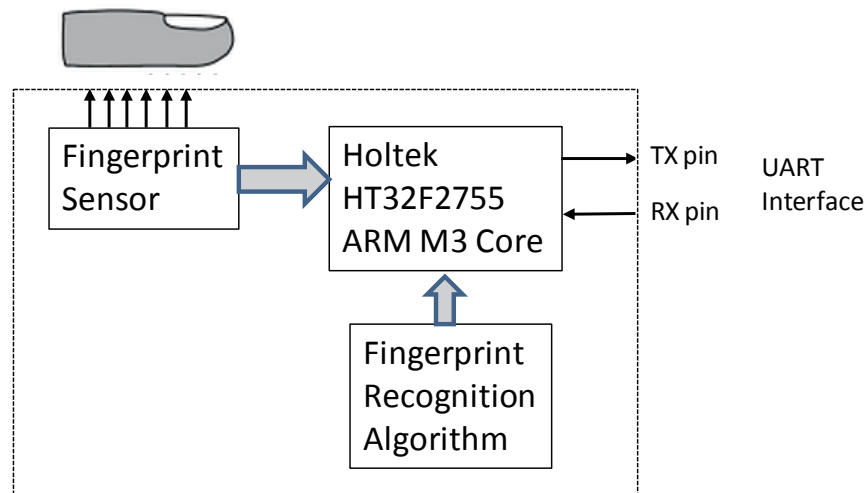 Fingerprint
Sensor
Holtek
HT32F2755
ARM M3 Core
TX pin
RX pin
UART
Interface
Fingerprint
Recognition
Algorithm